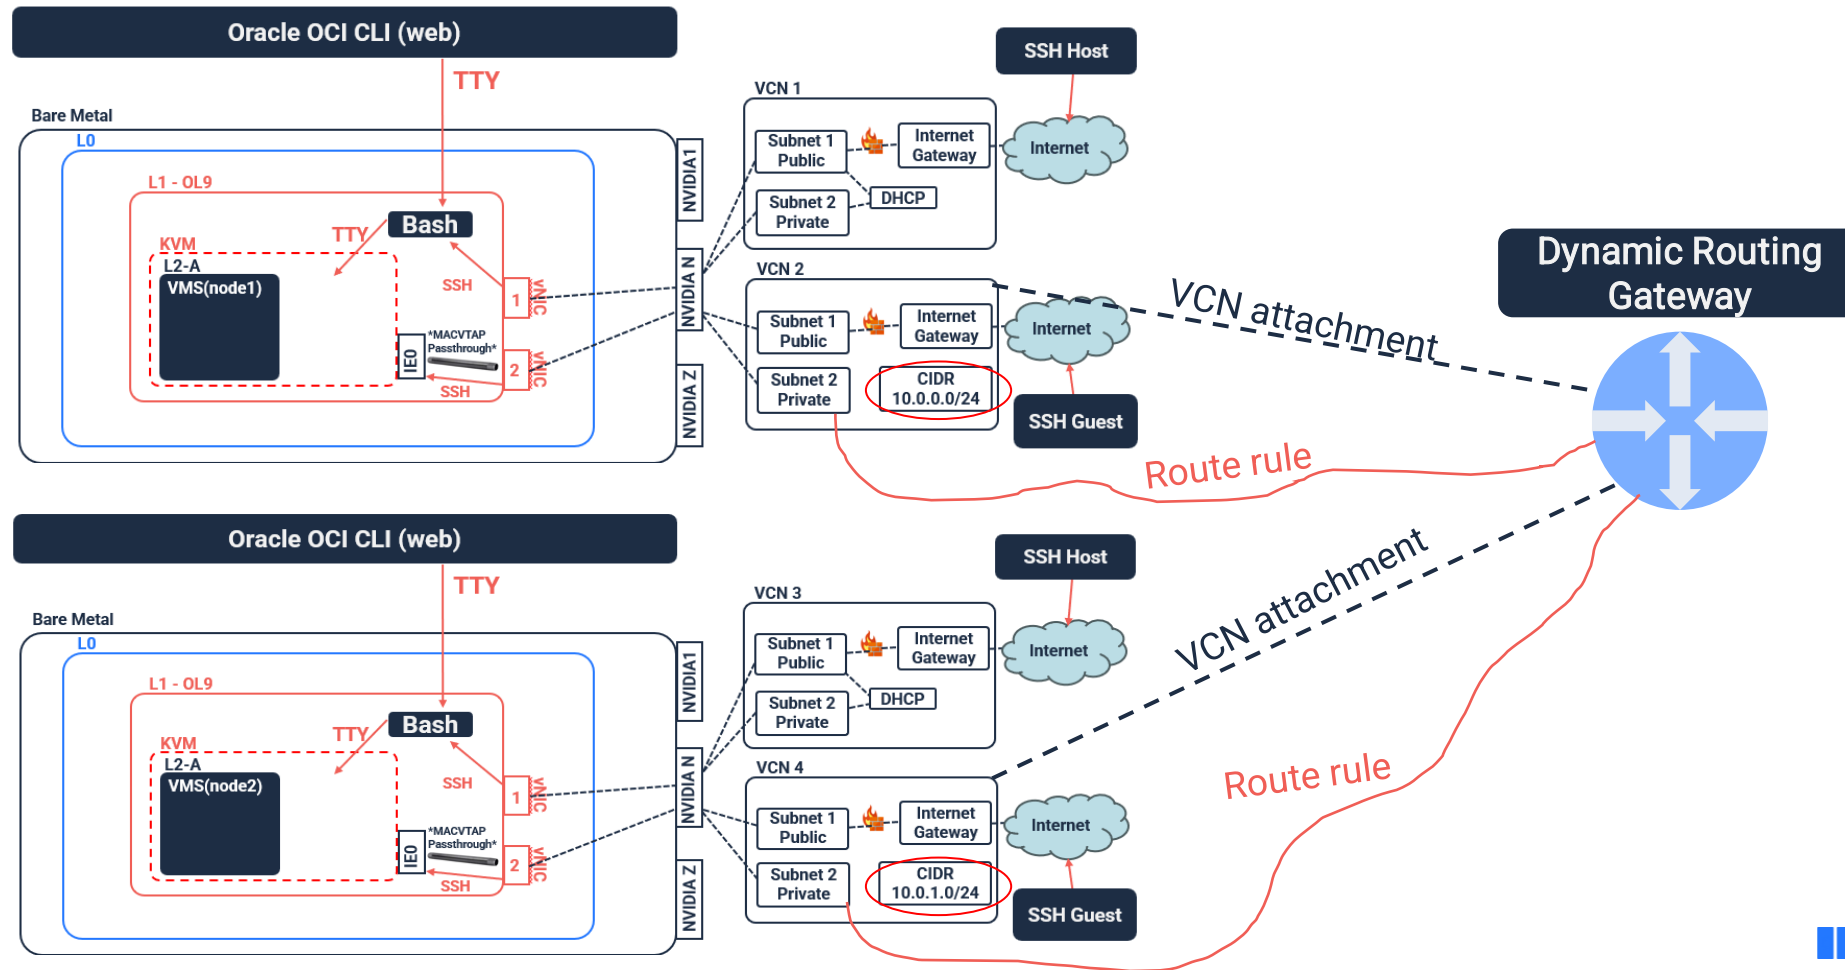 Oracle OCI CLI (web)
TTY
Bare Metal
L0
L1 - OL9
Bash
TTY
KVM
L2-A
VMS(node1)
SSH
1
VNIC
*MACVTAP
Passthrough*
IE0
2
VNIC
SSH
NVIDIA1
NVIDIA N
NVIDIA Z
VCN 1
Subnet 1
Public
Internet
Gateway
Subnet 2
Private
DHCP
SSH Host
Internet
VCN 2
Subnet 1
Public
Internet
Gateway
Subnet 2
Private
CIDR
10.0.0.0/24
Internet
SSH Guest
VCN attachment
Route rule
Dynamic Routing
Gateway
Oracle OCI CLI (web)
TTY
Bare Metal
L0
L1 - OL9
Bash
TTY
KVM
L2-A
VMS(node2)
SSH
1
VNIC
*MACVTAP
Passthrough*
IE0
2
VNIC
SSH
NVIDIA1
NVIDIA N
NVIDIA Z
VCN 3
Subnet 1
Public
Internet
Gateway
Subnet 2
Private
DHCP
SSH Host
Internet
VCN 4
Subnet 1
Public
Internet
Gateway
Subnet 2
Private
CIDR
10.0.1.0/24
Internet
SSH Guest
VCN attachment
Route rule